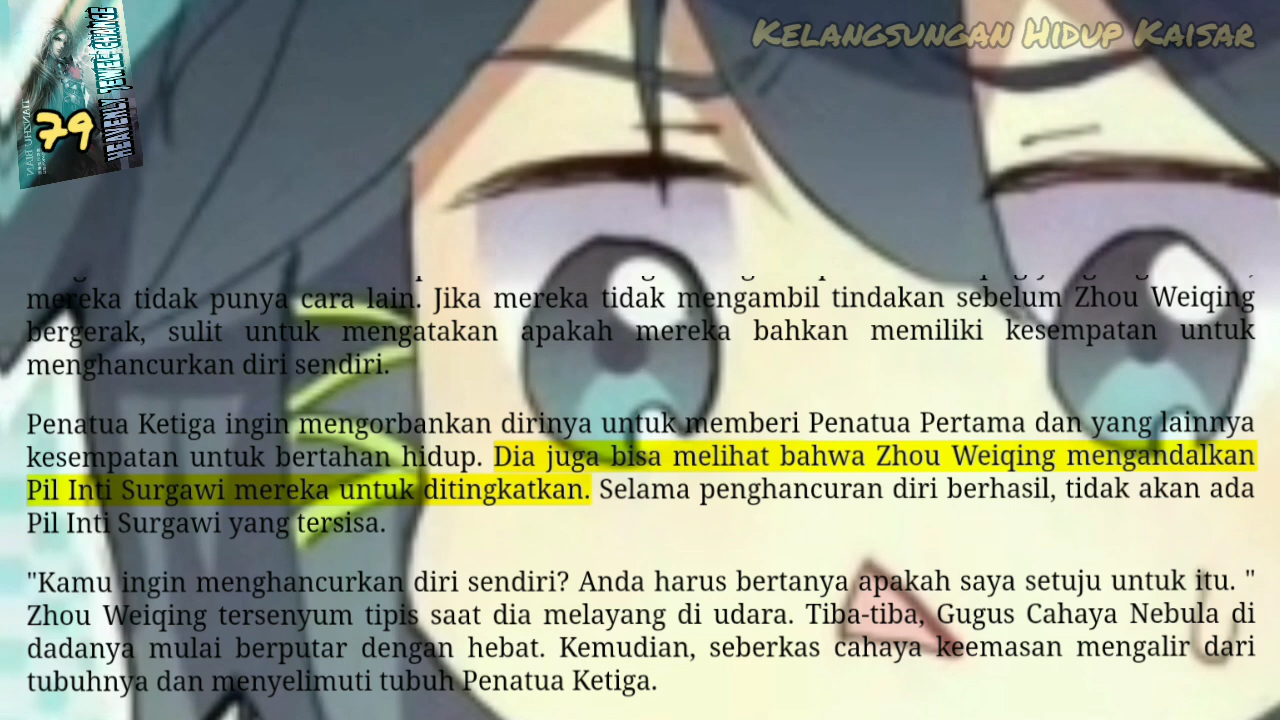 Kelangsungan Hidup Kaisar
HEAVENLY JEWEL CHANGE
79
mereka tidak punya cara lain. Jika mereka tidak mengambil tindakan sebelum Zhou Weiqing
bergerak, sulit untuk mengatakan apakah mereka bahkan memiliki kesempatan untuk
menghancurkan diri sendiri.
Penatua Ketiga ingin mengorbankan dirinya untuk memberi Penatua Pertama dan yang lainnya
kesempatan untuk bertahan hidup. Dia juga bisa melihat bahwa Zhou Weiqing mengandalkan
Pil Inti Surgawi mereka untuk ditingkatkan. Selama penghancuran diri berhasil, tidak akan ada
Pil Inti Surgawi yang tersisa.
"Kamu ingin menghancurkan diri sendiri? Anda harus bertanya apakah saya setuju untuk itu. "
Zhou Weiqing tersenyum tipis saat dia melayang di udara. Tiba-tiba, Gugus Cahaya Nebula di
dadanya mulai berputar dengan hebat. Kemudian, seberkas cahaya keemasan mengalir dari
tubuhnya dan menyelimuti tubuh Penatua Ketiga.